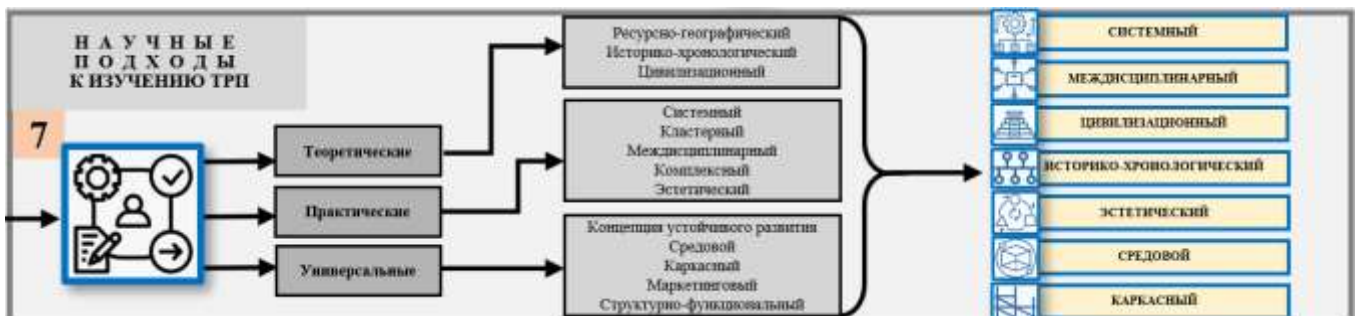 НАУЧНЫЕ
ПОДХОДЫ
К ИЗУЧЕНИЮ ТРП
7
Теоретические
Практические
Универсальные
Ресурсно-географический
Историко-хронологический
Цивилизационный
Системный
Кластерный
Междисциплинарный
Комплексный
Эстетический
Концепция устойчивого развития
Средовой
Каркасный
Маркетинговый
Структурно-функциональный
СИСТЕМНЫЙ
МЕЖДИСЦИПЛИНАРНЫЙ
ЦИВИЛИЗАЦИОННЫЙ
ИСТОРИКО-ХРОНОЛОГИЧЕСКИЙ
ЭСТЕТИЧЕСКИЙ
СРЕДОВОЙ
КАРКАСНЫЙ